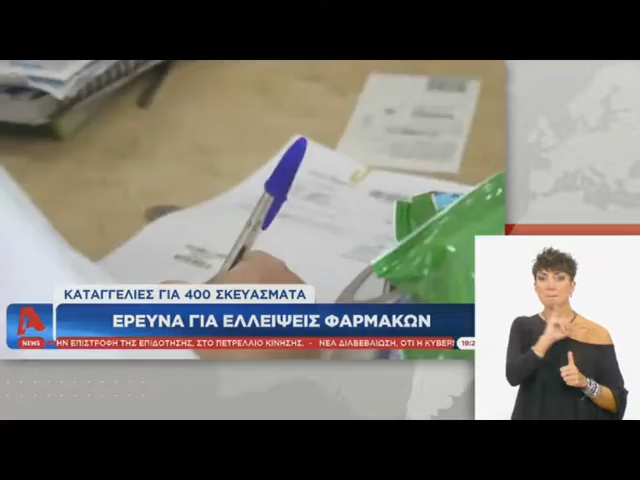 ΚΑΤΑΓΓΕΛΙΕΣ ΓΙΑ 400 ΣΚΕΥΑΣΜΑΤΑ
ΕΡΕΥΝΑ ΓΙΑ ΕΛΛΕΙΨΕΙΣ ΦΑΡΜΑΚΩΝ
NEWS ΗΝ ΕΠΙΣΤΡΟΦΗ ΤΗΣ ΕΠΙΔΟΤΗΣΗΣ, ΣΤΟ ΠΕΤΡΕΛΑΙΟ ΚΙΝΗΣΗΣ. - ΝΕΑ ΔΙΑΒΕΒΑΙΩΣΗ, ΟΤΙ Η ΚΥΒΕΡ